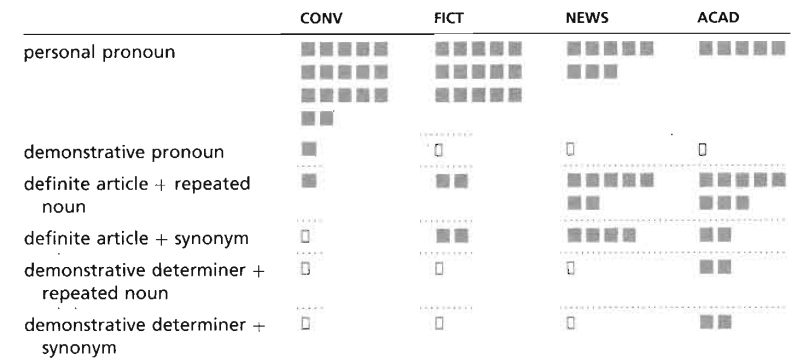 CONV FICT NEWS ACAD
personal pronoun
demonstrative pronoun
definite article + repeated
noun
definite article + synonym
demonstrative determiner +
repeated noun
demonstrative determiner +
synonym